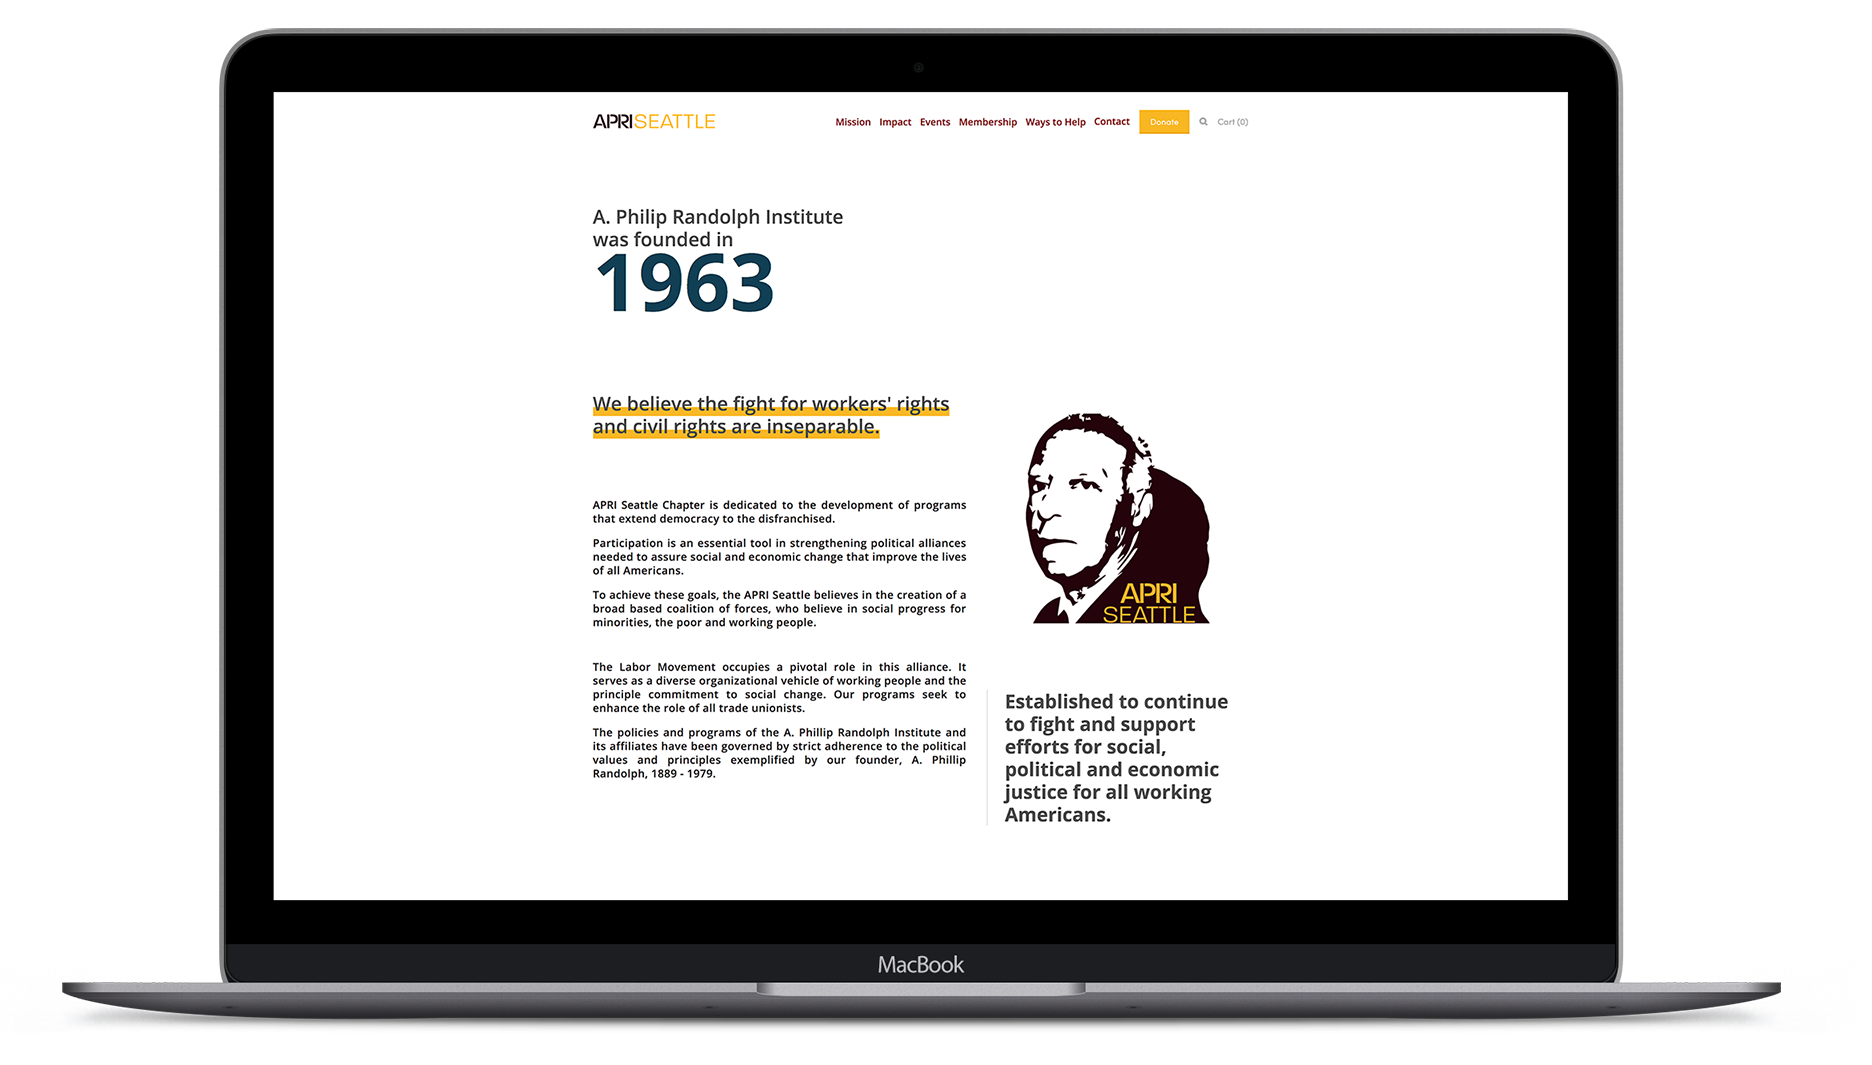 APRISEATTLE
Mission Impact Events Membership Ways to Help Contact Donate Cart (0)
A. Philip Randolph Institute
was founded in
1963
We believe the fight for workers' rights
and civil rights are inseparable.
APRI Seattle Chapter is dedicated to the development of programs
that extend democracy to the disfranchised.
Participation is an essential tool in strengthening political alliances
needed to assure social and economic change that improve the lives
of all Americans.
To achieve these goals, the APRI Seattle believes in the creation of a
broad based coalition of forces, who believe in social progress for
minorities, the poor and working people.
The Labor Movement occupies a pivotal role in this alliance. It
serves as a diverse organizational vehicle of working people and the
principle commitment to social change. Our programs seek to
enhance the role of all trade unionists.
The policies and programs of the A. Phillip Randolph Institute and
its affiliates have been governed by strict adherence to the political
values and principles exemplified by our founder, A. Phillip
Randolph, 1889 - 1979.
APRI
SEATTLE
Established to continue
to fight and support
efforts for social,
political and economic
justice for all working
Americans.
MacBook